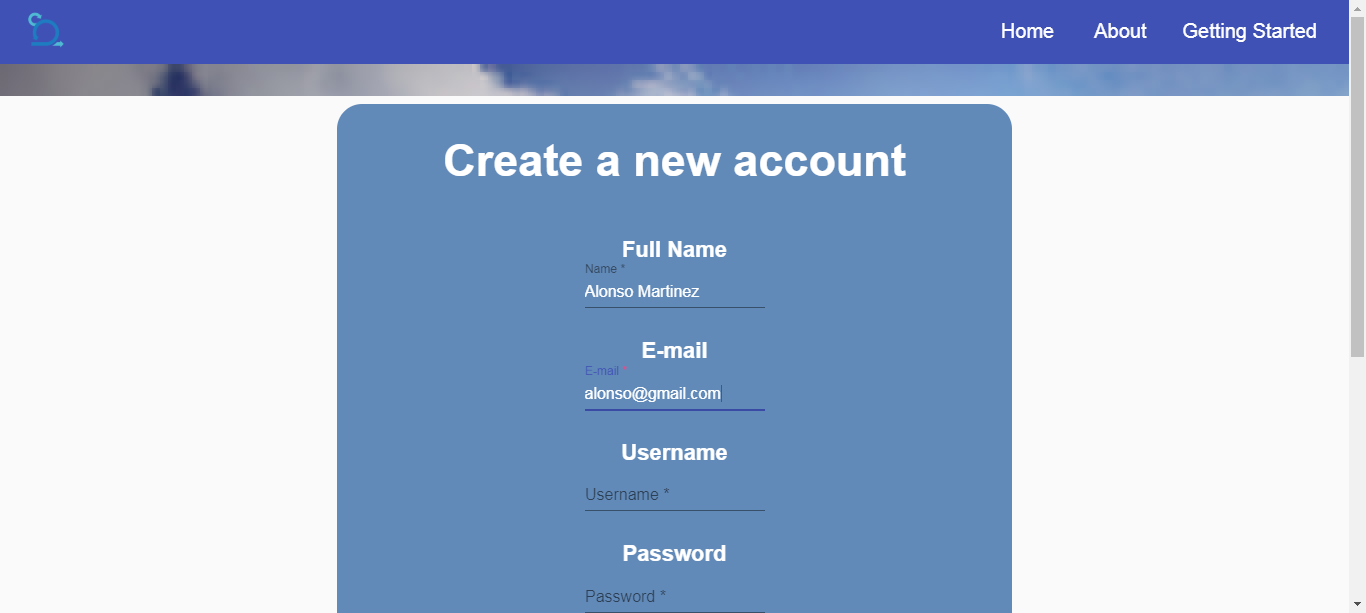 Home About Getting Started
Create a new account
Full Name
Name *
Alonso Martinez
E-mail
E-mail *
alonso@gmail.com
Username
Username *
Password
Password *